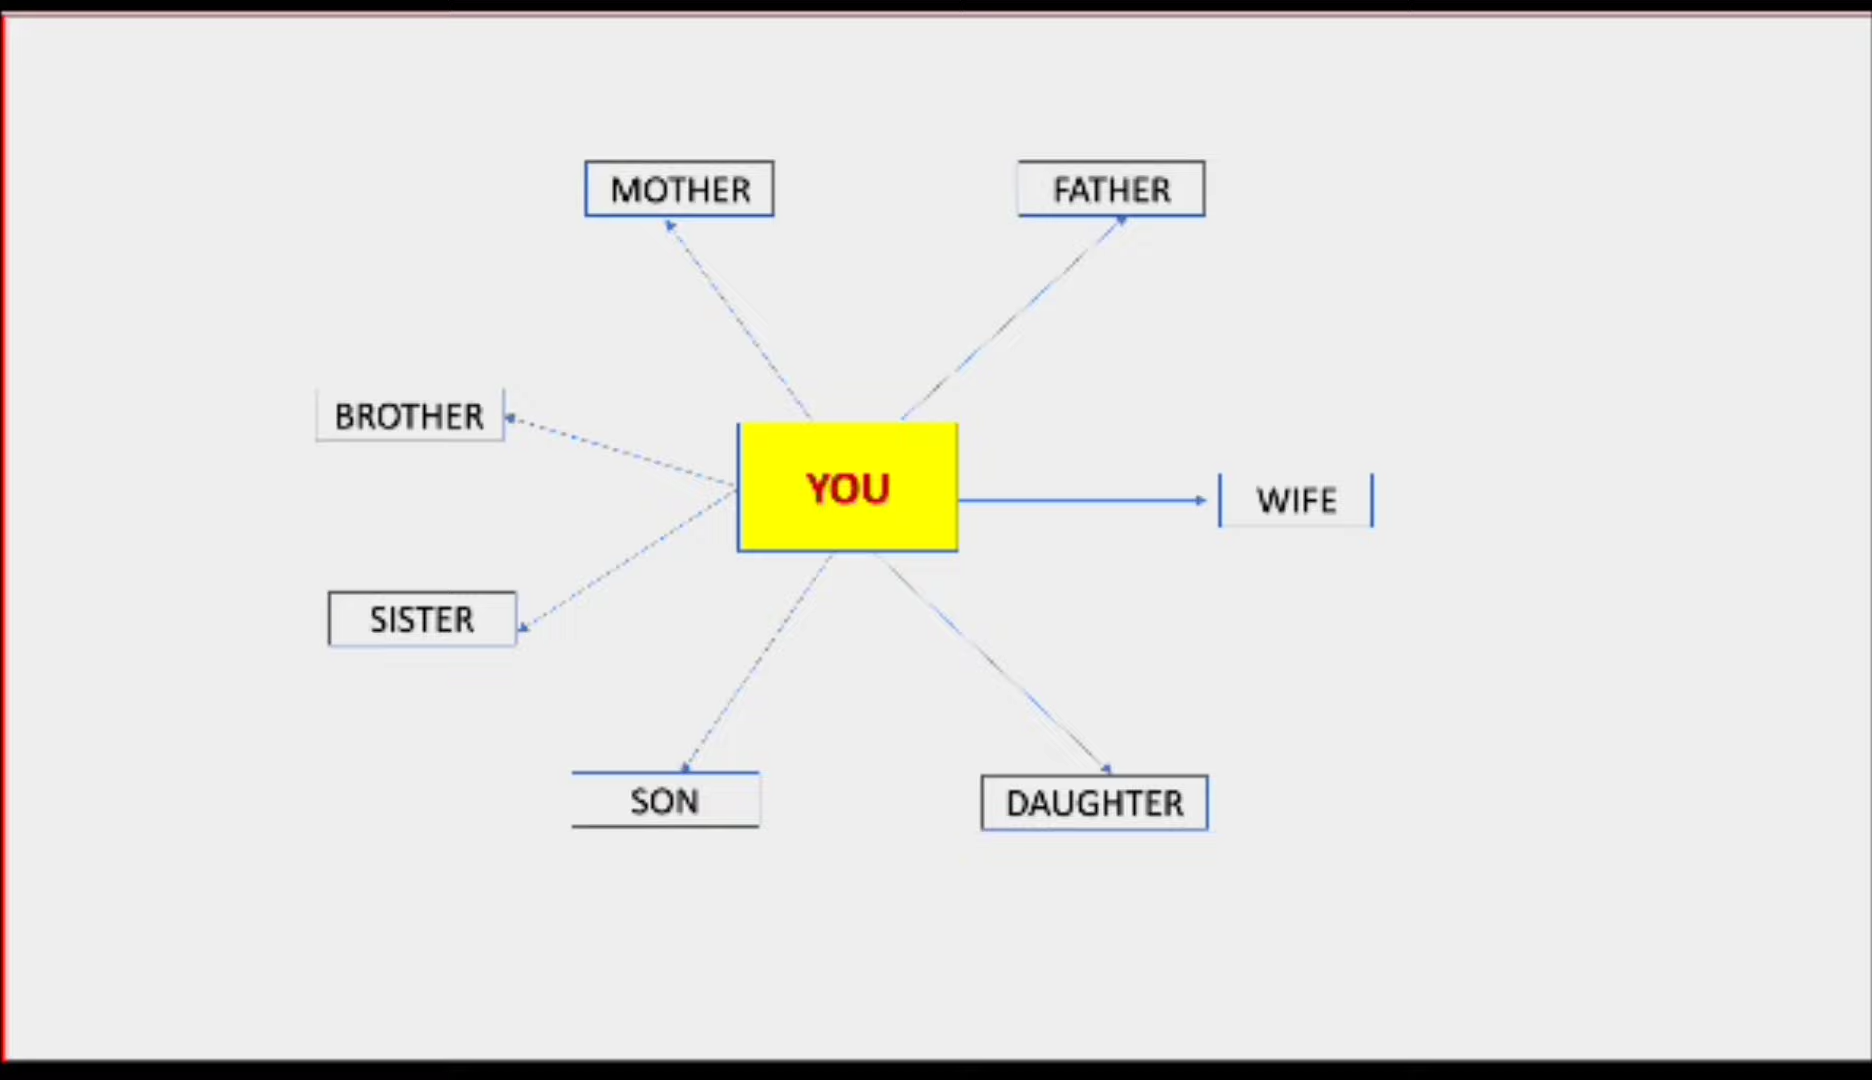 MOTHER
FATHER
BROTHER
YOU
WIFE
SISTER
SON
DAUGHTER